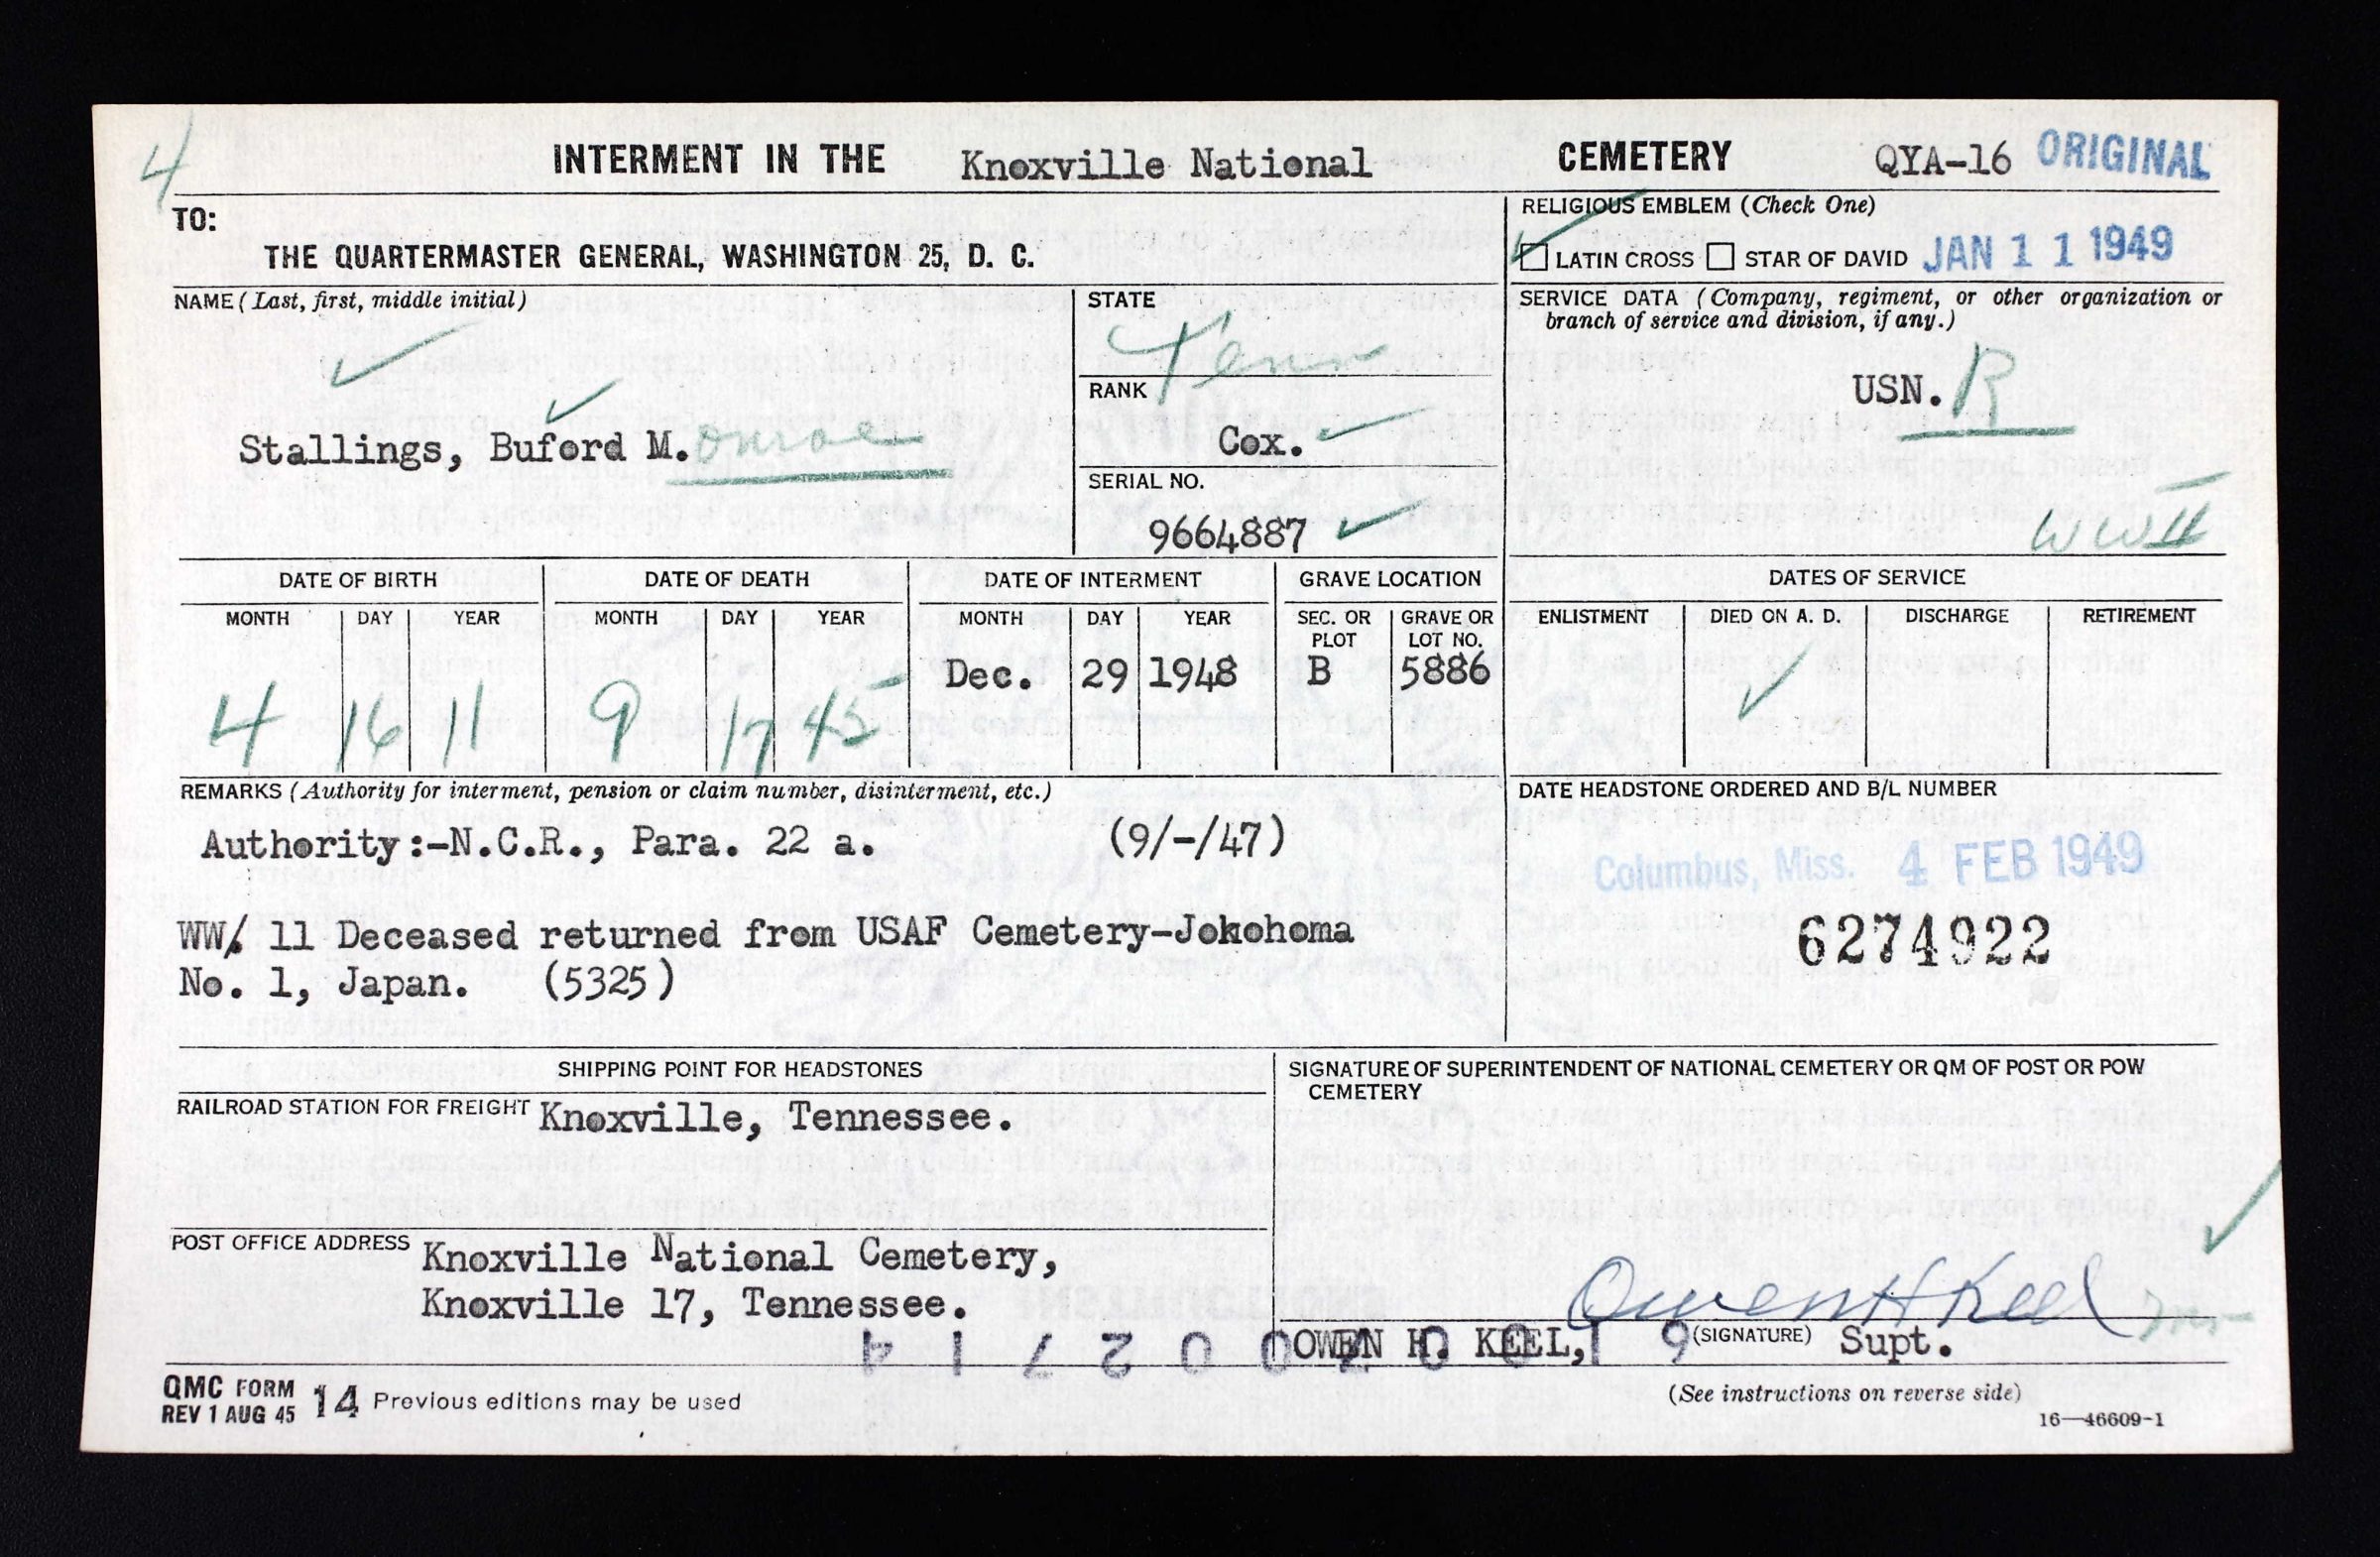 4
INTERMENT IN THE Knoxville National CEMETERY QYA-16 ORIGINAL
TO:
THE QUARTERMASTER GENERAL, WASHINGTON 25, D. C.
RELIGIOUS EMBLEM (Check One)
LATIN CROSS STAR OF DAVID JAN 11 1949
NAME (Last, first, middle initial)
Stallings, Buford M.onroe
STATE
Tenn
RANK
Cox.
SERIAL NO.
9664887
SERVICE DATA (Company, regiment, or other organization or
branch of service and division, if any.)
USN. R
WW II
DATE OF BIRTH DATE OF DEATH DATE OF INTERMENT GRAVE LOCATION DATES OF SERVICE
MONTH DAY YEAR MONTH DAY YEAR MONTH DAY YEAR SEC. OR PLOT GRAVE OR LOT NO. ENLISTMENT DIED ON A. D. DISCHARGE RETIREMENT
4 16 11 9 17 45 Dec. 29 1948 B 5886
REMARKS (Authority for interment, pension or claim number, disinterment, etc.)
Authority:-N.C.R., Para. 22 a. (9/-/47)
WW/ 11 Deceased returned from USAF Cemetery-Jokohoma
No. 1, Japan. (5325)
DATE HEADSTONE ORDERED AND B/L NUMBER
Columbus, Miss. 4 FEB 1949
6274922
SHIPPING POINT FOR HEADSTONES
RAILROAD STATION FOR FREIGHT Knoxville, Tennessee.
POST OFFICE ADDRESS Knoxville National Cemetery,
Knoxville 17, Tennessee.
SIGNATURE OF SUPERINTENDENT OF NATIONAL CEMETERY OR QM OF POST OR POW
CEMETERY
Owen H Keel
OWEN H. KEEL, (SIGNATURE) Supt.
QMC FORM 14 Previous editions may be used
REV 1 AUG 45
(See instructions on reverse side)
16—46609-1